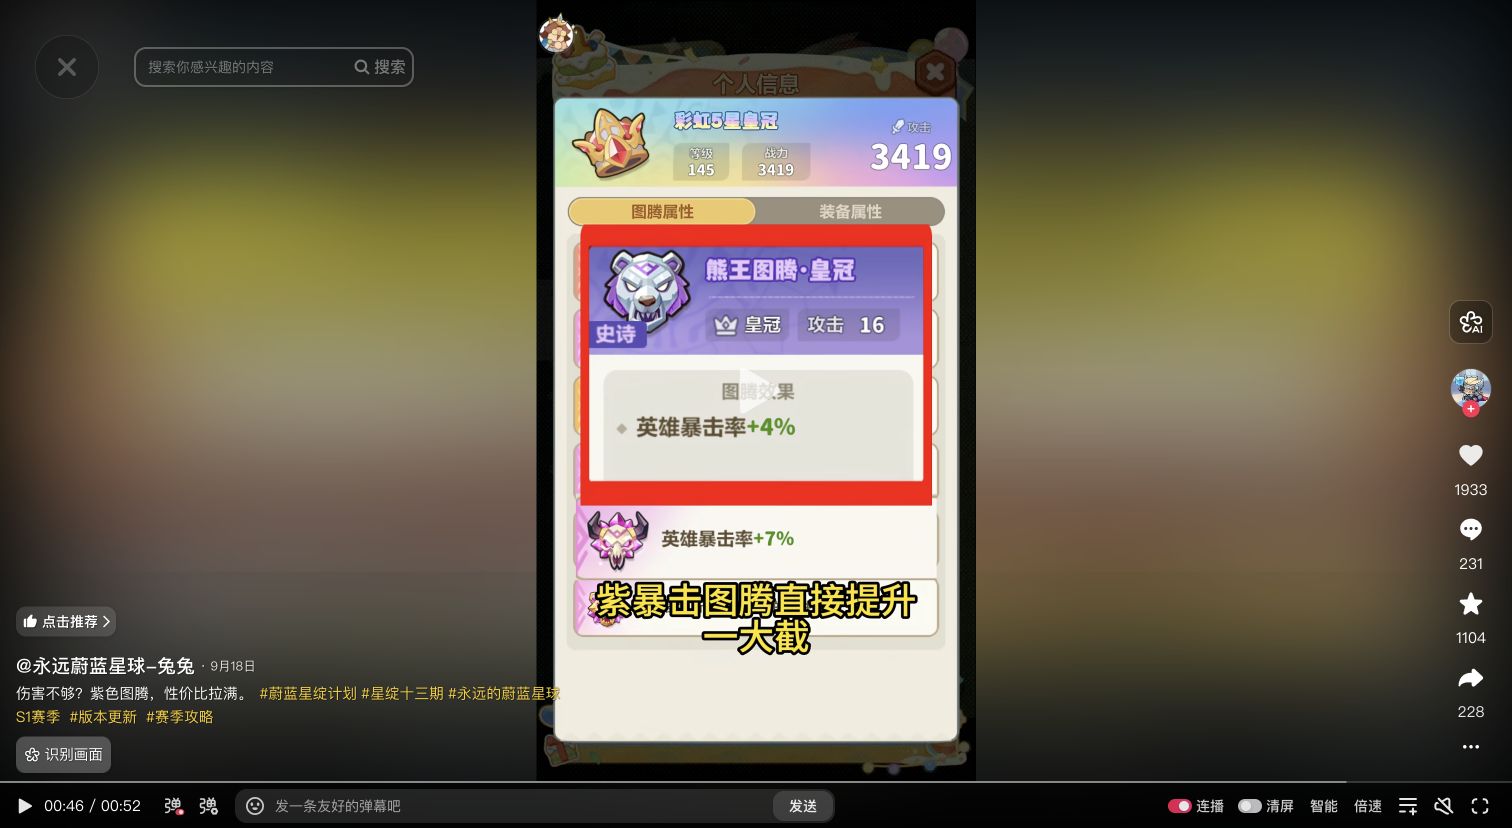 搜索你感兴趣的内容
搜索
个人信息
彩虹5星皇冠
等级
145
战力
3419
攻击
3419
图腾属性
装备属性
熊王图腾·皇冠
史诗
皇冠
攻击 16
图腾效果
英雄暴击率+4%
英雄暴击率+7%
紫暴击图腾直接提升
一大截
AI
1933
231
1104
228
点击推荐
@永远蔚蓝星球-兔兔 · 9月18日
伤害不够？紫色图腾，性价比拉满。 #蔚蓝星绽计划 #星绽十三期 #永远的蔚蓝星球
S1赛季 #版本更新 #赛季攻略
识别画面
00:46 / 00:52
弹
弹
发一条友好的弹幕吧
发送
连播
清屏
智能
倍速